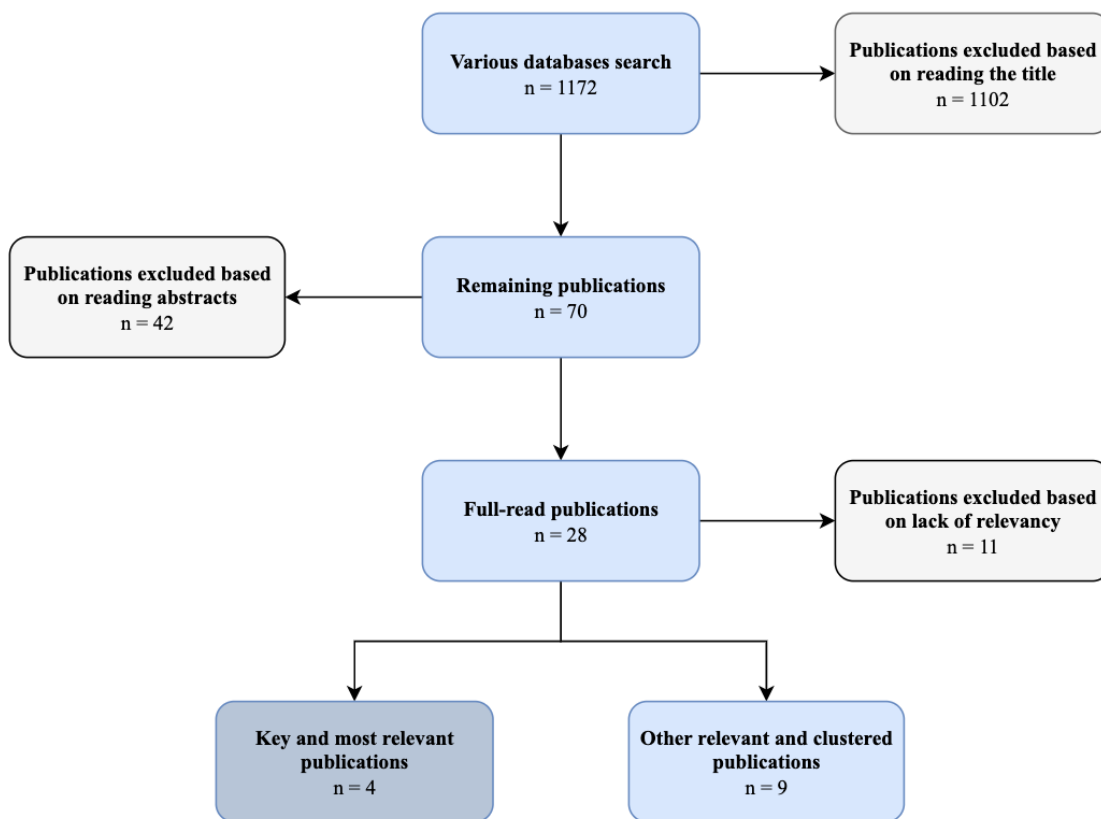 Various databases search
n = 1172
Publications excluded based
on reading the title
n = 1102
Publications excluded based
on reading abstracts
n = 42
Remaining publications
n = 70
Full-read publications
n = 28
Publications excluded based
on lack of relevancy
n = 11
Key and most relevant
publications
n = 4
Other relevant and clustered
publications
n = 9